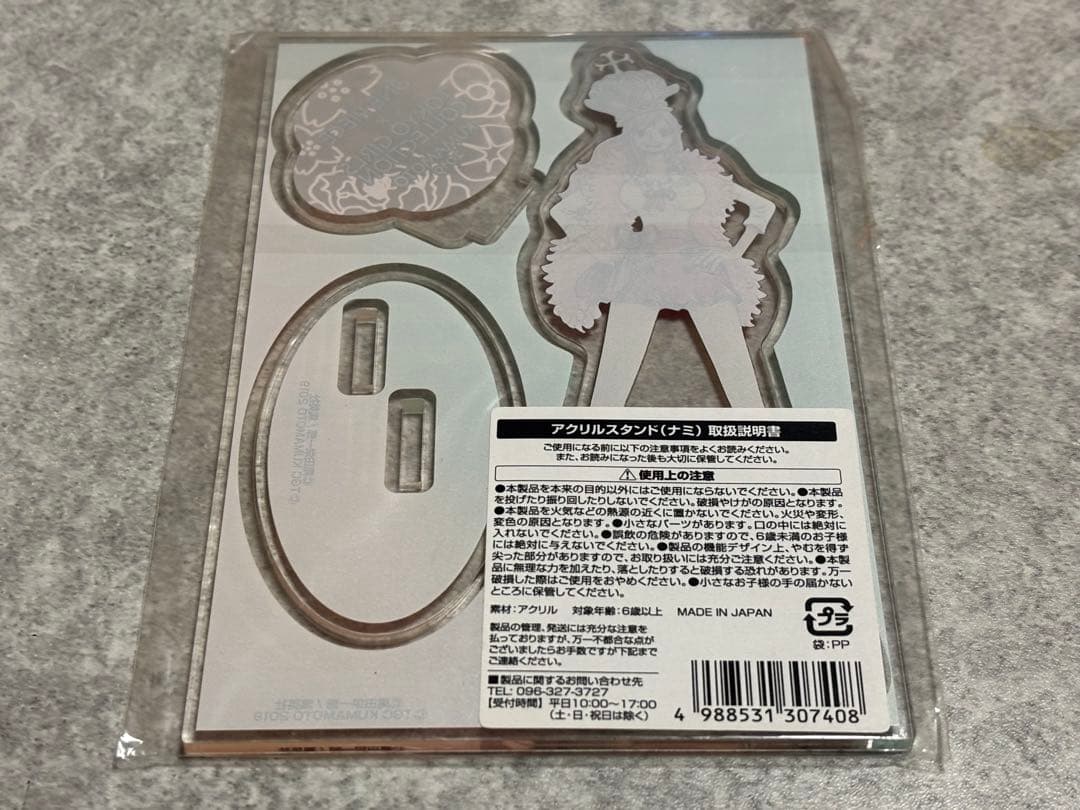 アクリルスタンド(ナミ) 取扱説明書
ご使用になる前に以下の注意事項をよくお読みください。
また、お読みになった後も大切に保管してください。
⚠使用上の注意
●本製品を本来の目的以外にはご使用にならないでください。●本製品
を投げたり振り回したりしないでください。破損やけがの原因となります。
●本製品を火気などの熱源の近くに置かないでください。火災や変形、
変色の原因となります。●小さなパーツがあります。口の中には絶対に
入れないでください。●誤飲の危険がありますので、6歳未満のお子様
には絶対に与えないでください。●製品の機能デザイン上、やむを得ず
尖った部分がありますので、お取り扱いには充分ご注意ください。●本製
品に無理な力を加えたり、落としたりすると破損する恐れがあります。万一
破損した際はご使用をおやめください。●小さなお子様の手の届かない
ところに保管してください。
素材:アクリル 対象年齢:6歳以上 MADE IN JAPAN
プラ
袋:PP
製品の管理、発送には充分な注意を
払っておりますが、万一不都合な点が
ございましたらお手数ですが下記まで
ご連絡ください。
■製品に関するお問い合わせ先
TEL: 096-327-3727
【受付時間】 平日10:00~17:00
(土・日・祝日は除く)
4 988531 307408
©TGC KUMAMOTO 2019
©TGC KUMAMOTO 2019